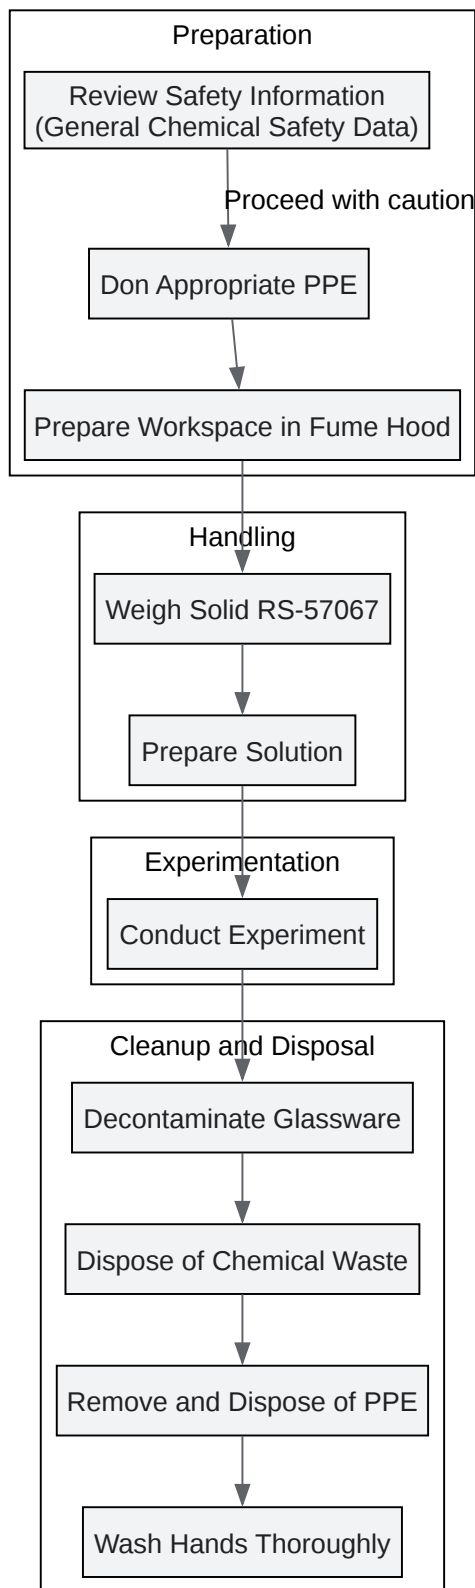 Preparation
Review Safety Information
(General Chemical Safety Data)
Proceed with caution
Don Appropriate PPE
Prepare Workspace in Fume Hood
Handling
Weigh Solid RS-57067
Prepare Solution
Experimentation
Conduct Experiment
Cleanup and Disposal
Decontaminate Glassware
Dispose of Chemical Waste
Remove and Dispose of PPE
Wash Hands Thoroughly